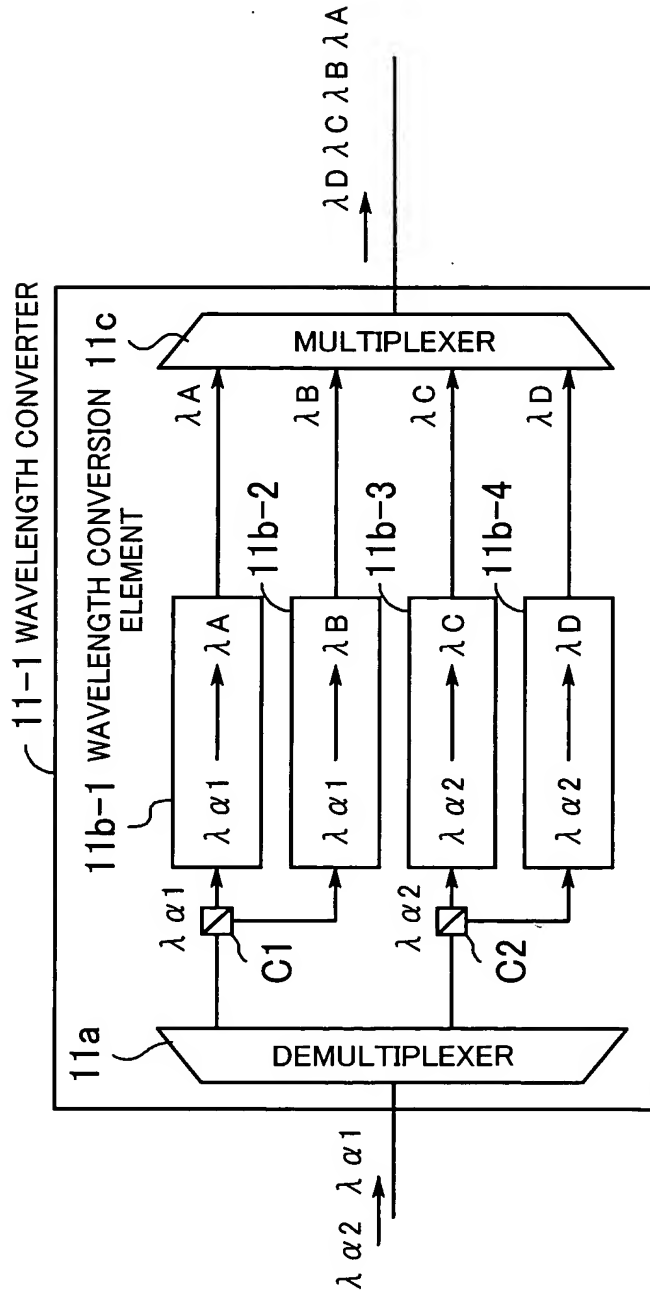 11-1 WAVELENGTH CONVERTER
11b-1 WAVELENGTH CONVERSION
ELEMENT
11c
11a
λα1
λα1 → λA
λA
11b-2
λα1 → λB
λB
C1
DEMULTIPLEXER
MULTIPLEXER
λα2 λα1
λD λC λB λA
λα2
11b-3
λα2 → λC
λC
C2
11b-4
λα2 → λD
λD